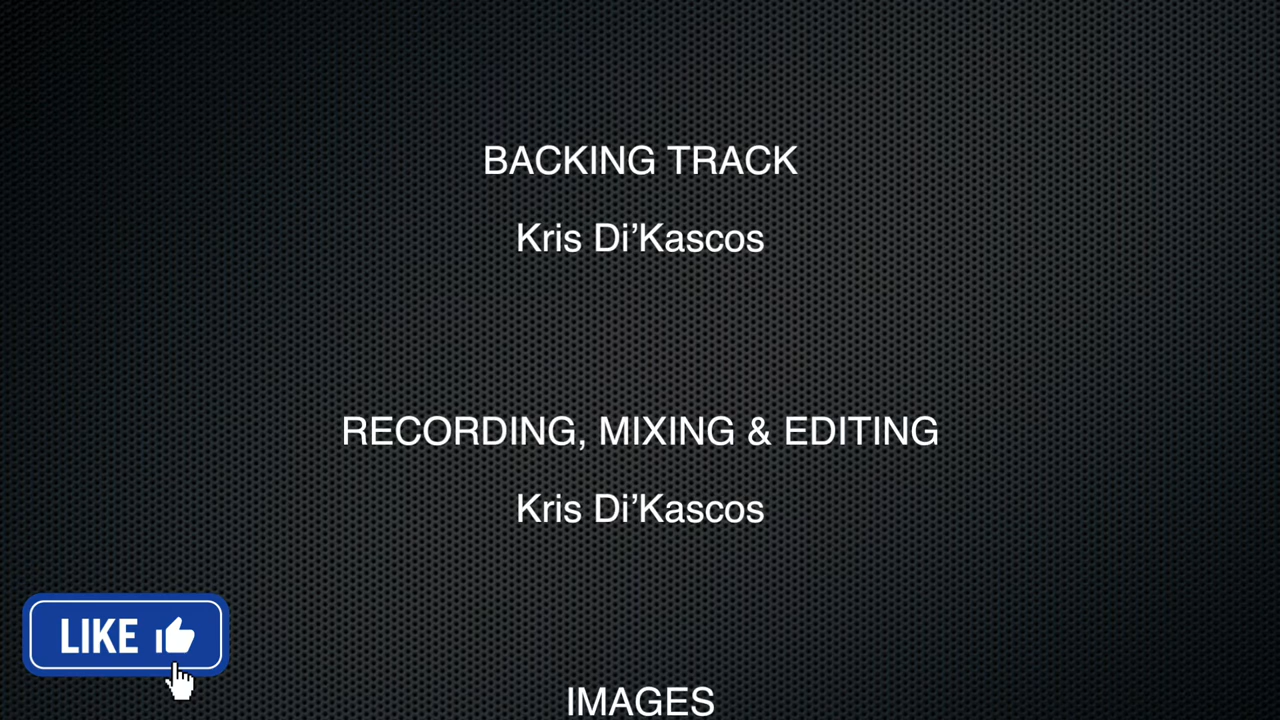 BACKING TRACK
Kris Di’Kascos
RECORDING, MIXING & EDITING
Kris Di’Kascos
LIKE
IMAGES